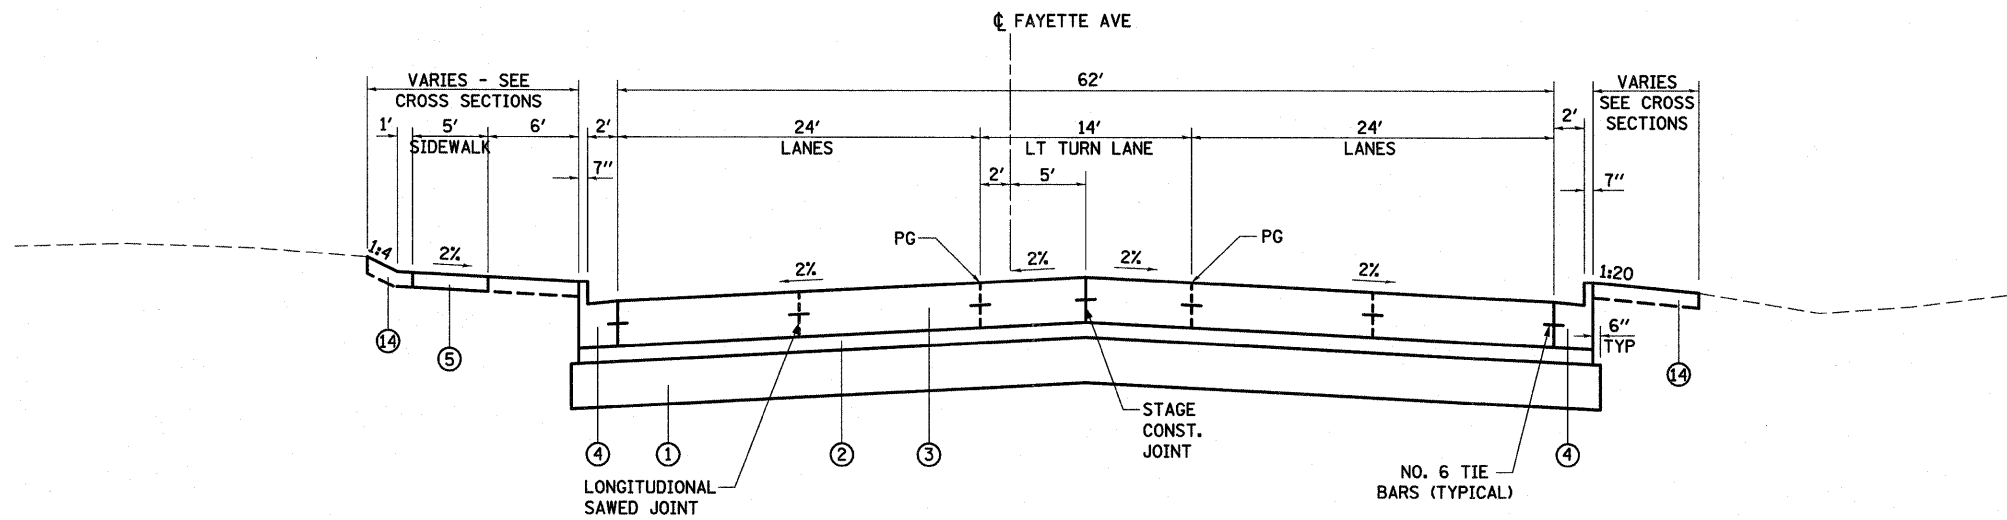 ℄ FAYETTE AVE
VARIES - SEE
CROSS SECTIONS
62'
VARIES
SEE CROSS
SECTIONS
1'
5'
SIDEWALK
6'
2'
24'
LANES
14'
LT TURN LANE
24'
LANES
2'
7"
2'
5'
7"
PG
PG
1:4
2%
2%
2%
2%
2%
1:20
14
5
6"
TYP
14
4
1
2
3
STAGE
CONST.
JOINT
4
LONGITUDIONAL
SAWED JOINT
NO. 6 TIE
BARS (TYPICAL)